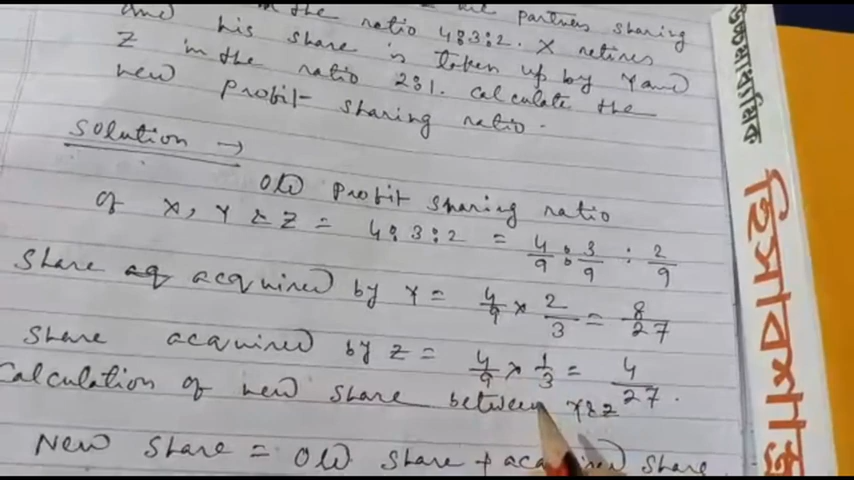 and in the ratio 4:3:2. X retires
his share is taken up by Y and
Z in the ratio 2:1. Calculate the
new Profit sharing ratio.
Solution →
Old Profit sharing ratio
of X, Y & Z = 4:3:2 = 4/9 : 3/9 : 2/9
Share aq acquired by Y = 4/9 × 2/3 = 8/27
Share acquired by Z = 4/9 × 1/3 = 4/27.
Calculation of new share between Y & Z
New Share = Old share + acquired share